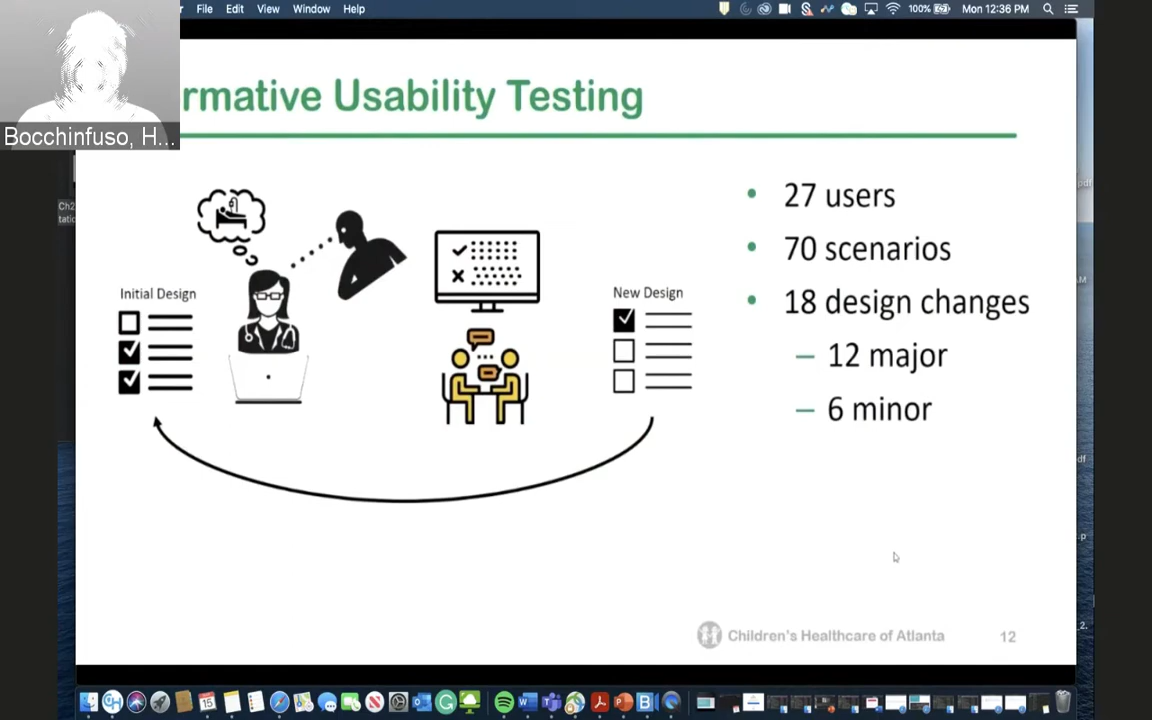 File Edit View Window Help
100%
Mon 12:36 PM
Bocchinfuso, H...
rmative Usability Testing
27 users
70 scenarios
18 design changes
– 12 major
– 6 minor
Initial Design
New Design
Children's Healthcare of Atlanta
12
15